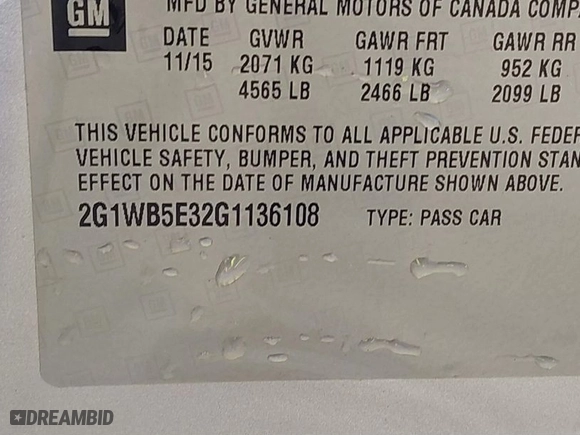 GM
MFD BY GENERAL MOTORS OF CANADA COMP
DATE GVWR GAWR FRT GAWR RR
11/15 2071 KG 1119 KG 952 KG
4565 LB 2466 LB 2099 LB
THIS VEHICLE CONFORMS TO ALL APPLICABLE U.S. FEDER
VEHICLE SAFETY, BUMPER, AND THEFT PREVENTION STAN
EFFECT ON THE DATE OF MANUFACTURE SHOWN ABOVE.
2G1WB5E32G1136108 TYPE: PASS CAR
DREAMBID